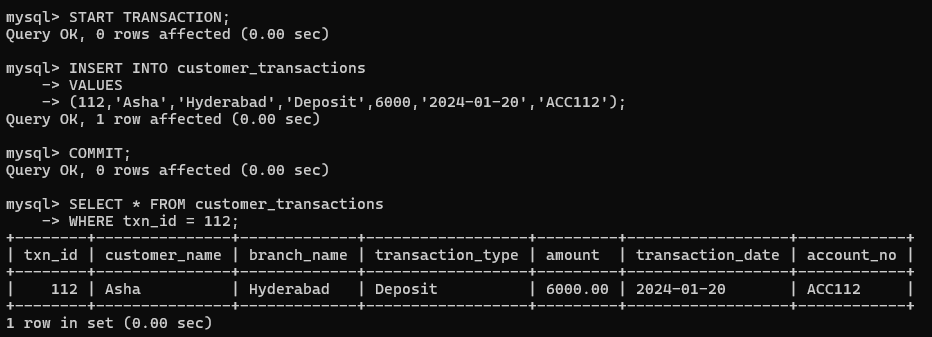 mysql> START TRANSACTION;
Query OK, 0 rows affected (0.00 sec)

mysql> INSERT INTO customer_transactions
    -> VALUES
    -> (112,'Asha','Hyderabad','Deposit',6000,'2024-01-20','ACC112');
Query OK, 1 row affected (0.00 sec)

mysql> COMMIT;
Query OK, 0 rows affected (0.00 sec)

mysql> SELECT * FROM customer_transactions
    -> WHERE txn_id = 112;
+--------+---------------+-------------+------------------+---------+------------------+------------+
| txn_id | customer_name | branch_name | transaction_type | amount  | transaction_date | account_no |
+--------+---------------+-------------+------------------+---------+------------------+------------+
|    112 | Asha          | Hyderabad   | Deposit          | 6000.00 | 2024-01-20       | ACC112     |
+--------+---------------+-------------+------------------+---------+------------------+------------+
1 row in set (0.00 sec)